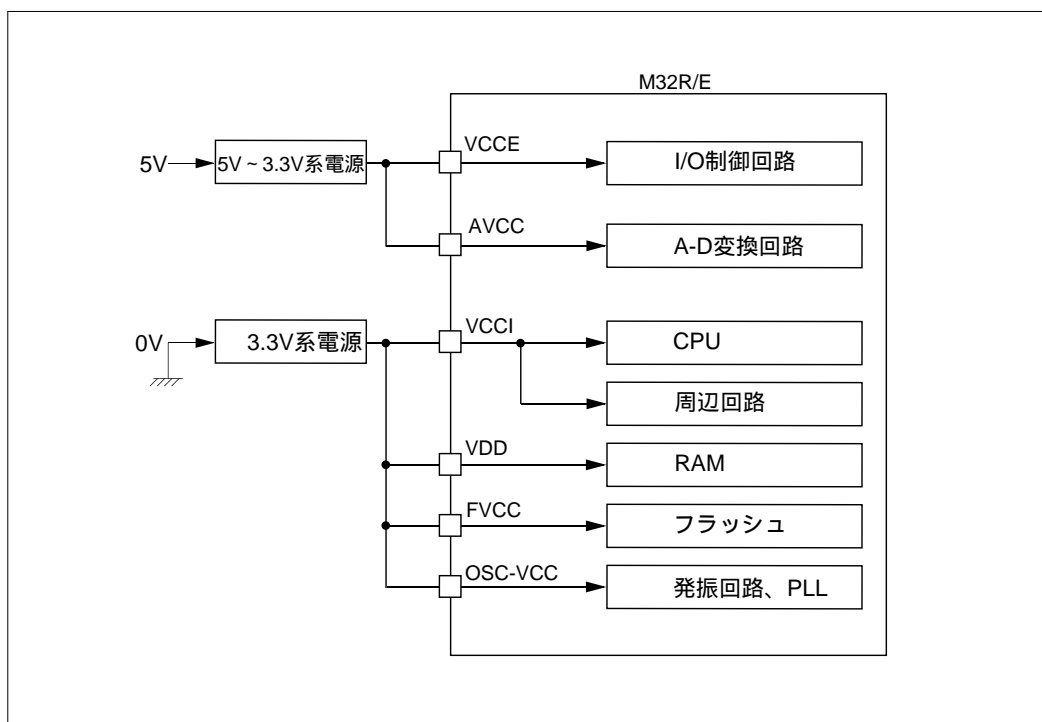 M32R/E
5V
5V ~ 3.3V系電源
VCCE
I/O制御回路
AVCC
A-D変換回路
0V
3.3V系電源
VCCI
CPU
周辺回路
VDD
RAM
FVCC
フラッシュ
OSC-VCC
発振回路、PLL